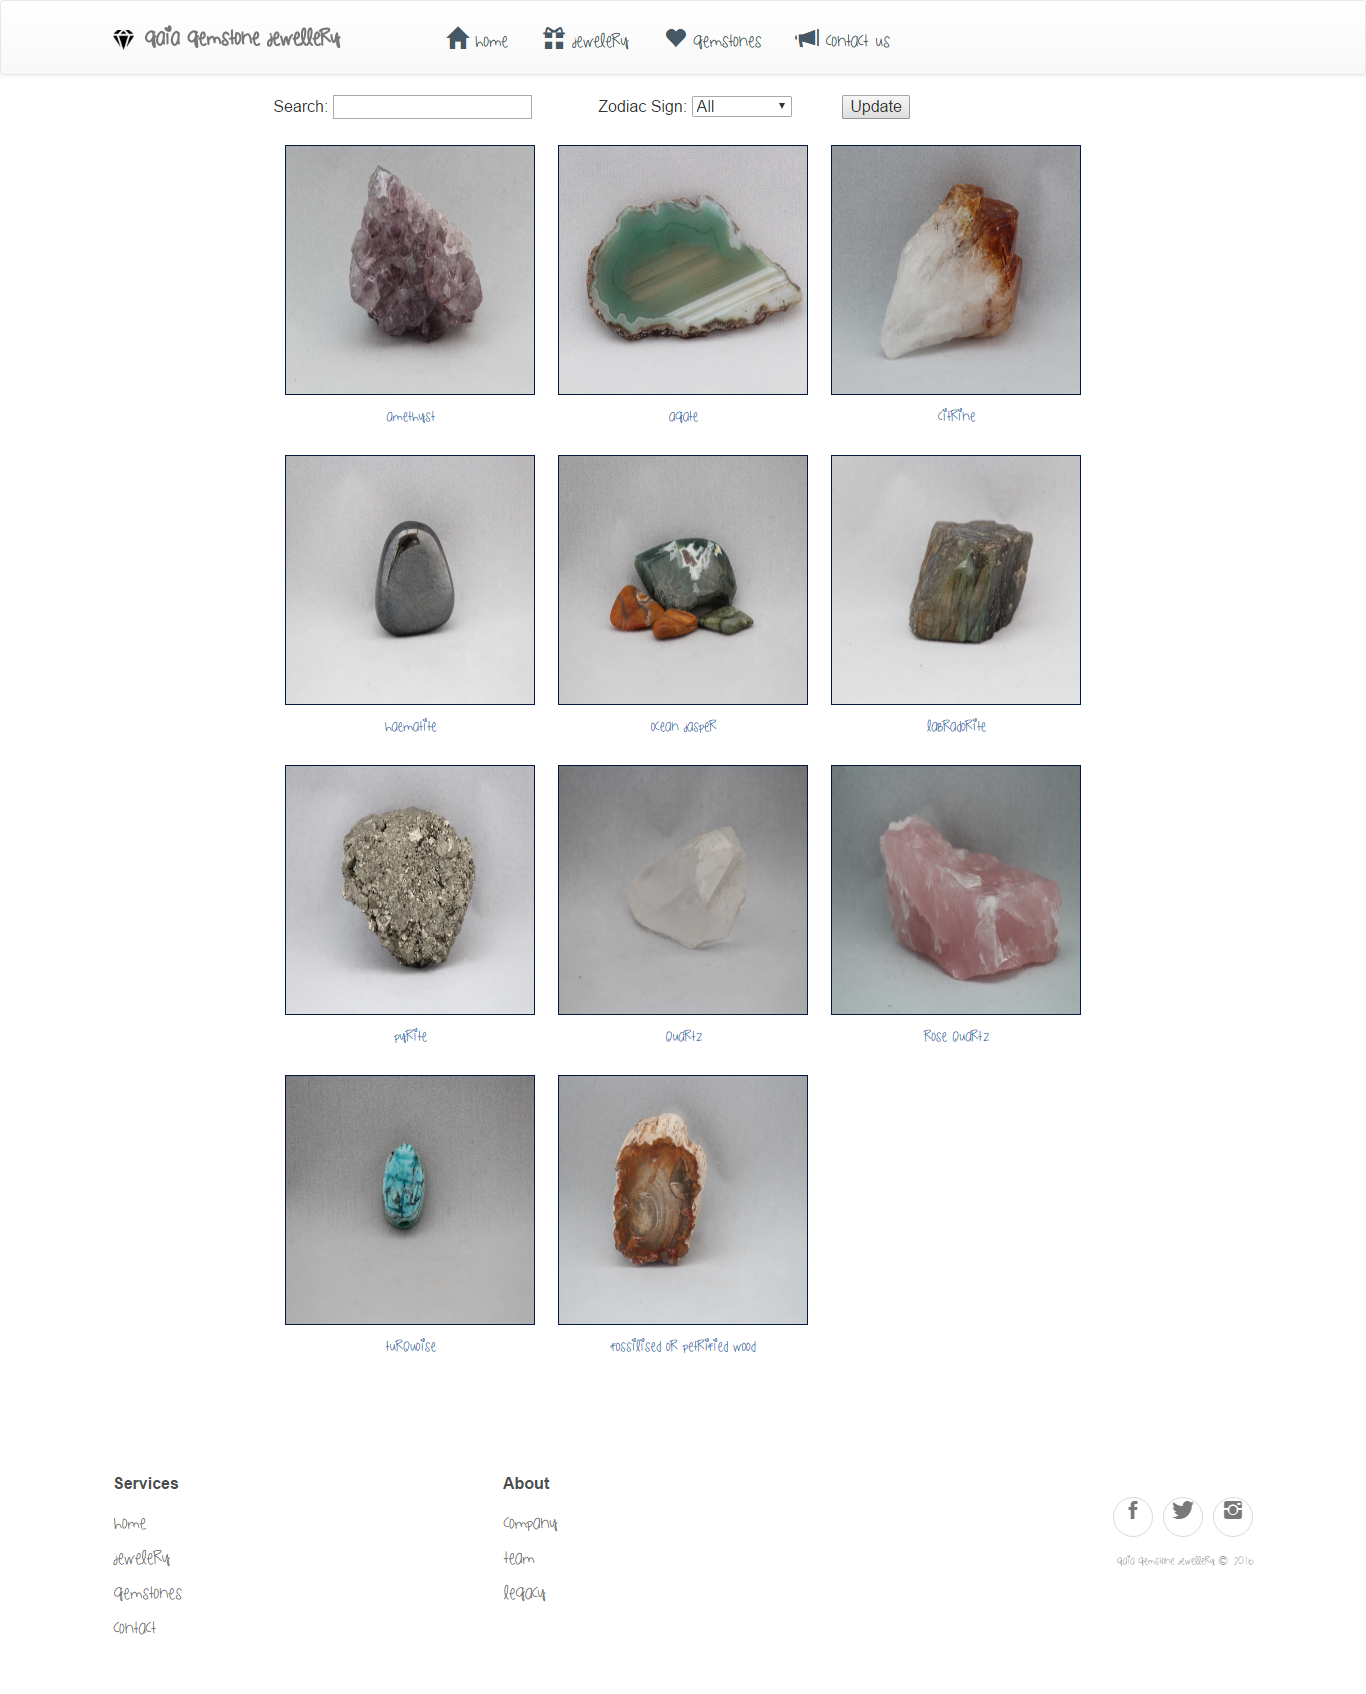 Gaia Gemstone Jewellery
Home
Jewelery
Gemstones
Contact Us
Search:
Zodiac Sign: All
Update
Amethyst
Agate
Citrine
Haematite
Ocean Jasper
Labradorite
Pyrite
Quartz
Rose Quartz
Turquoise
Fossilised or Petrified Wood
Services
About
Home
Company
Jewelery
Team
Gaia Gemstone Jewellery © 2016
Gemstones
Legacy
Contact